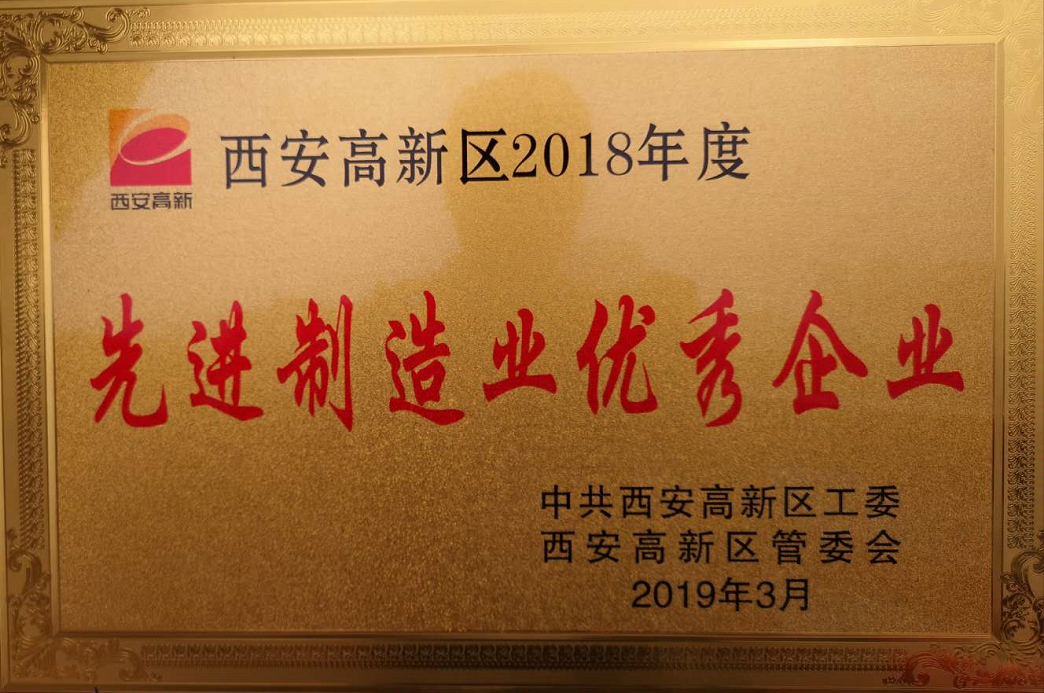 西安高新区2018年度
西安高新
先进制造业优秀企业
中共西安高新区工委
西安高新区管委会
2019年3月